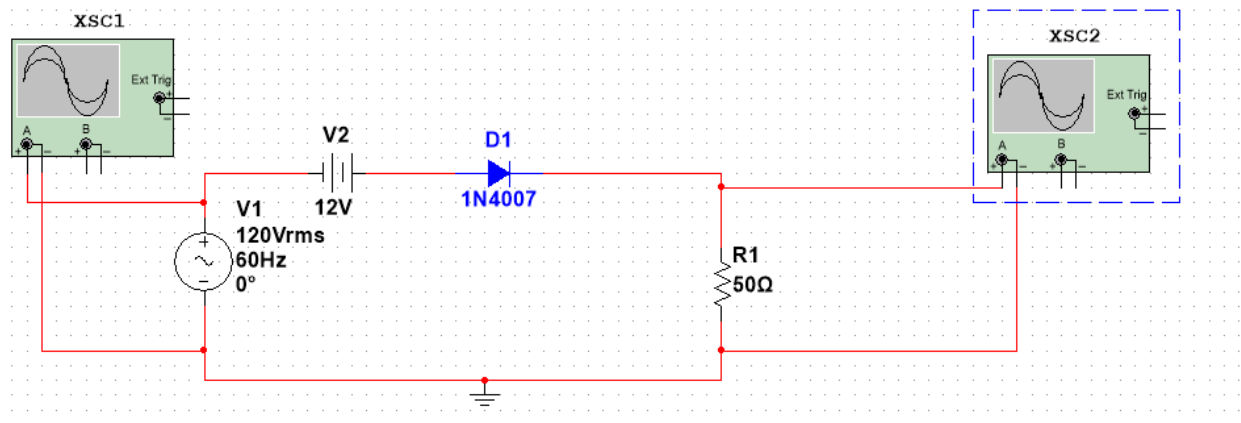 XSC1
Ext Trig
+
−
A
B
+ − + −
V2
12V
D1
1N4007
V1
120Vrms
60Hz
0°
+
−
R1
50Ω
XSC2
Ext Trig
+
−
A
B
+ − + −